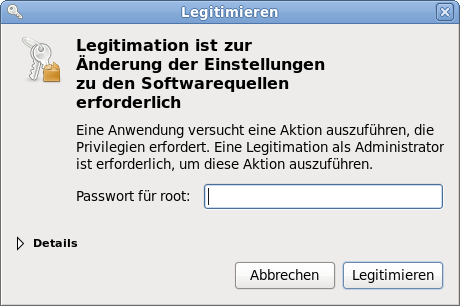 Legitimieren
Legitimation ist zur
Änderung der Einstellungen
zu den Softwarequellen
erforderlich
Eine Anwendung versucht eine Aktion auszuführen, die
Privilegien erfordert. Eine Legitimation als Administrator
ist erforderlich, um diese Aktion auszuführen.
Passwort für root:
Details
Abbrechen
Legitimieren